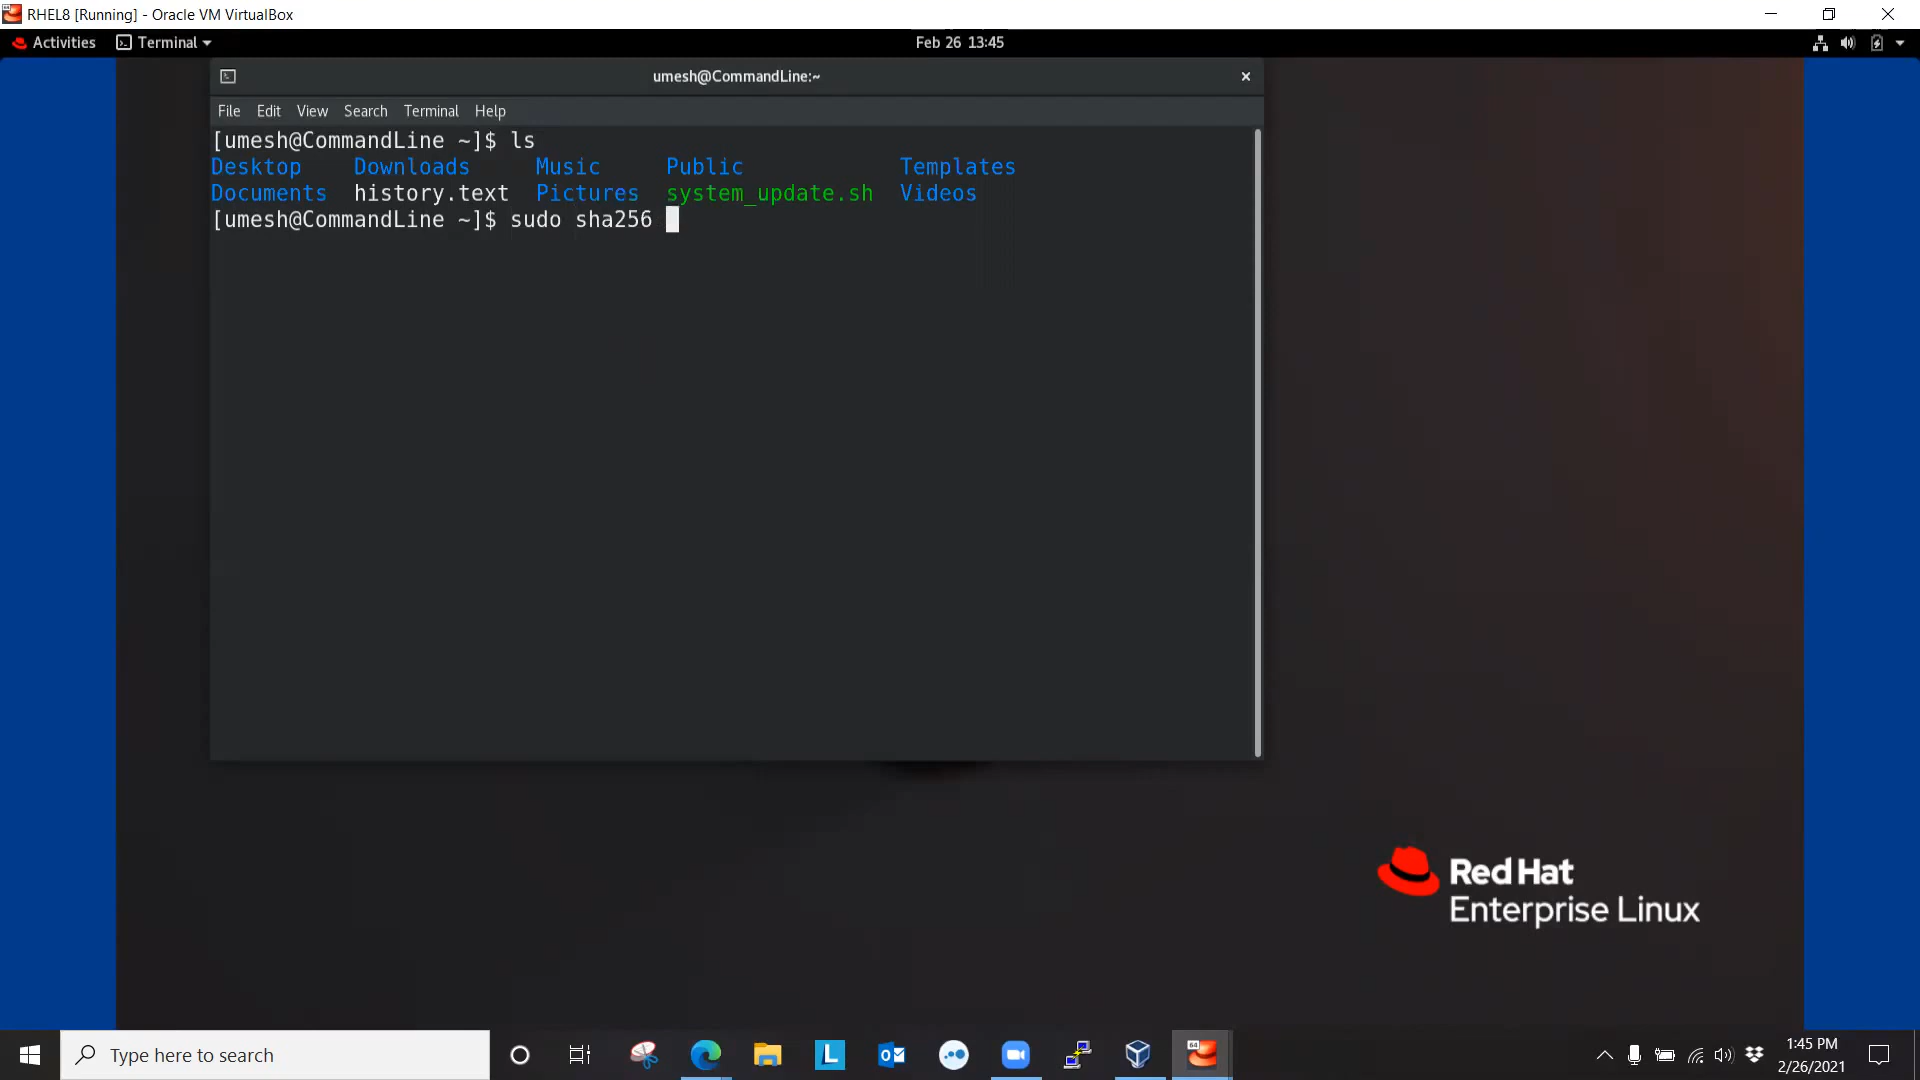 RHEL8 [Running] - Oracle VM VirtualBox
Activities Terminal Feb 26 13:45
umesh@CommandLine:~
File Edit View Search Terminal Help
[umesh@CommandLine ~]$ ls
Desktop Downloads Music Public Templates
Documents history.text Pictures system_update.sh Videos
[umesh@CommandLine ~]$ sudo sha256
Red Hat
Enterprise Linux
Type here to search
1:45 PM
2/26/2021